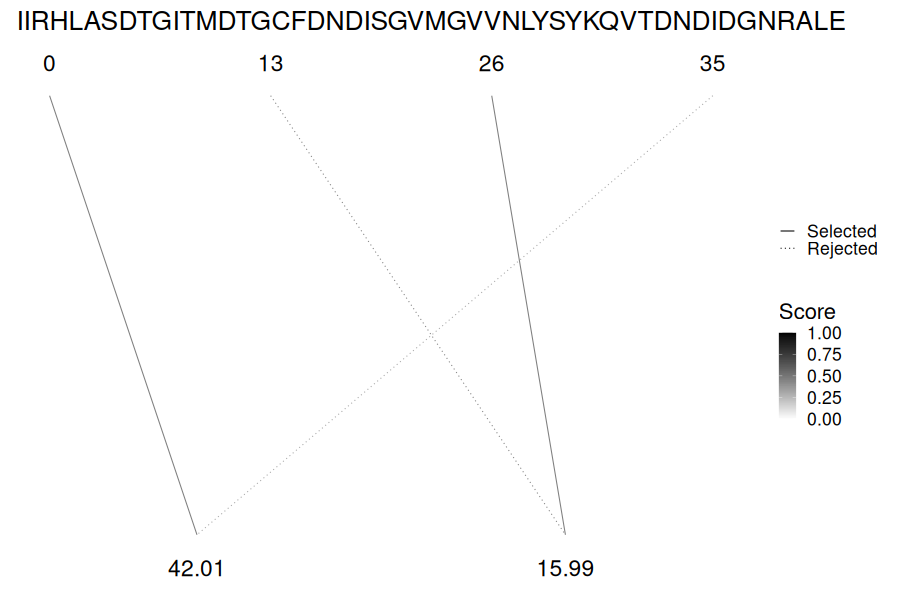 IIRHLASDTGITMDTGCFDNDISGVMGVVNLYSYKQVTDNDIDGNRALE
0 13 26 35
Selected
Rejected
Score
1.00
0.75
0.50
0.25
0.00
42.01 15.99